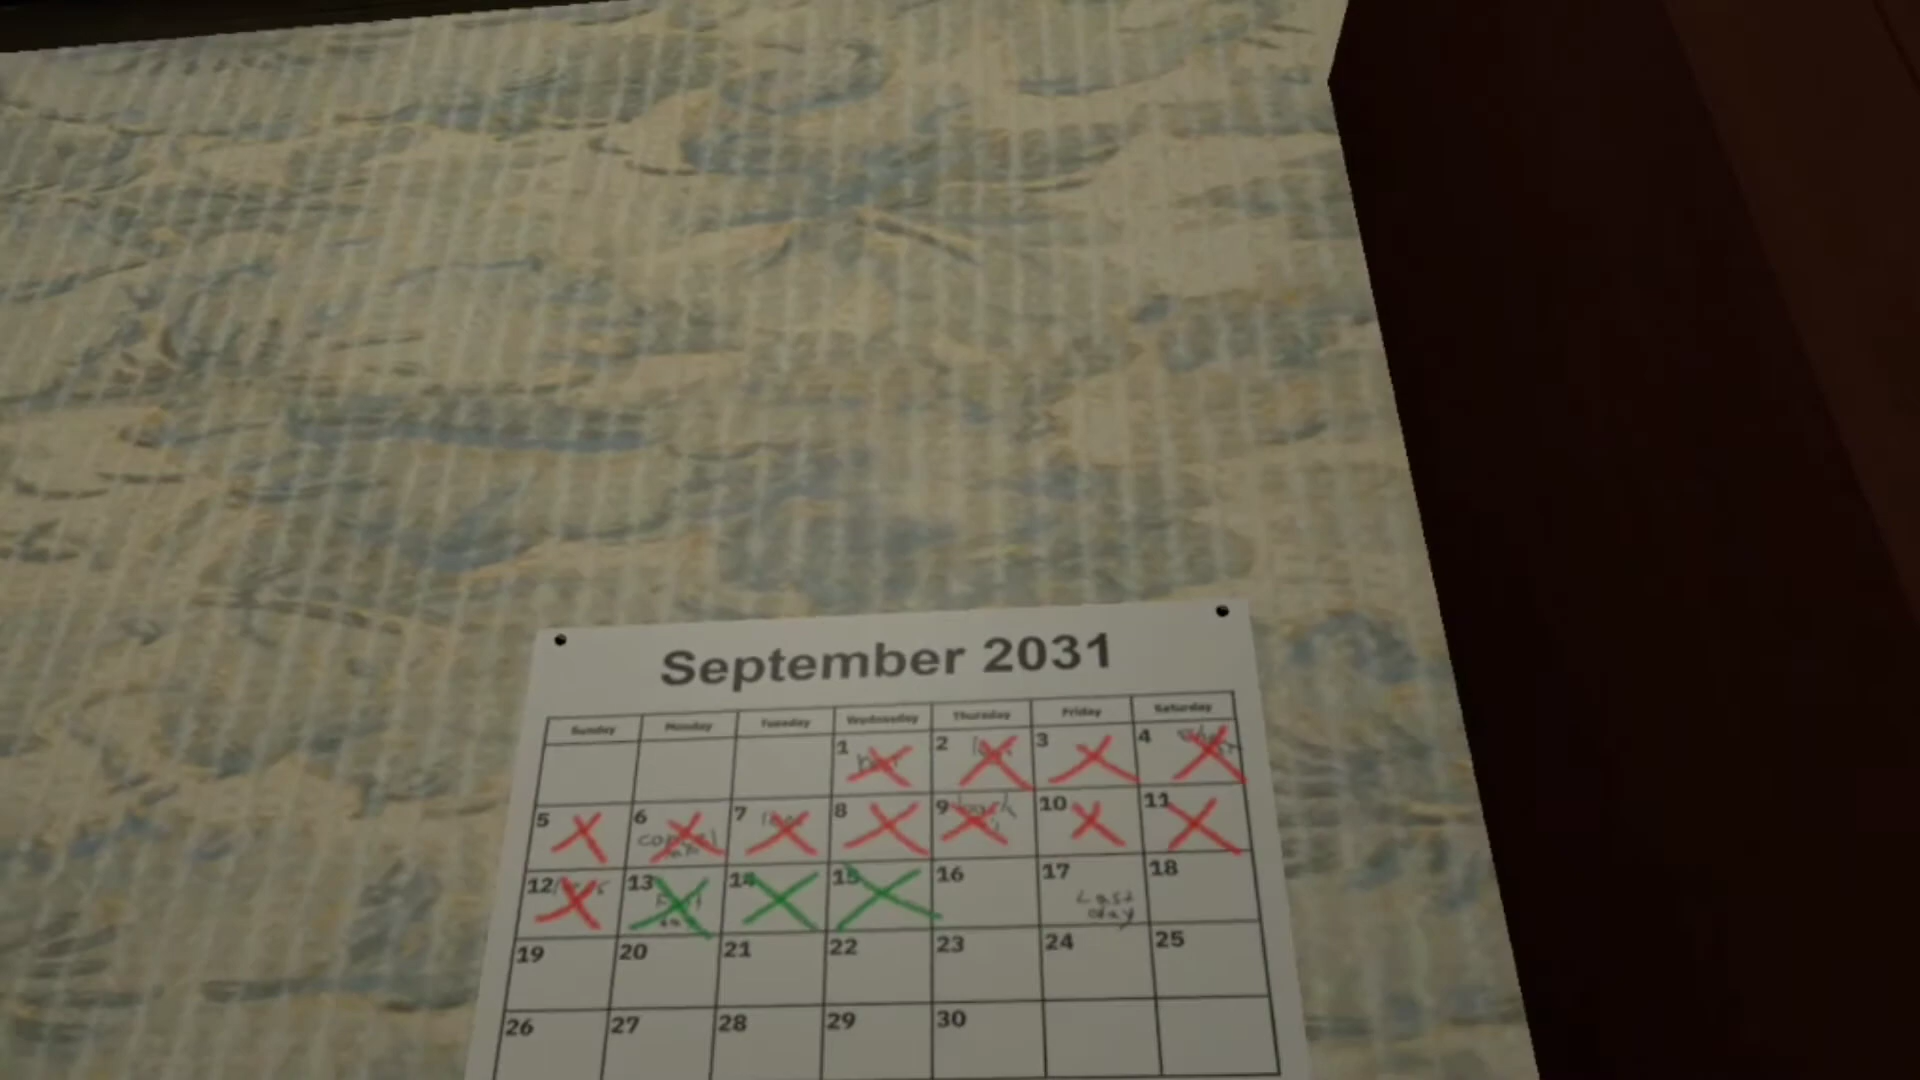 September 2031
Sunday Monday Tuesday Wednesday Thursday Friday Saturday
1 2 3 4
5 6 7 8 9 10 11
12 13 14 15 16 17 18
Last
day
19 20 21 22 23 24 25
26 27 28 29 30